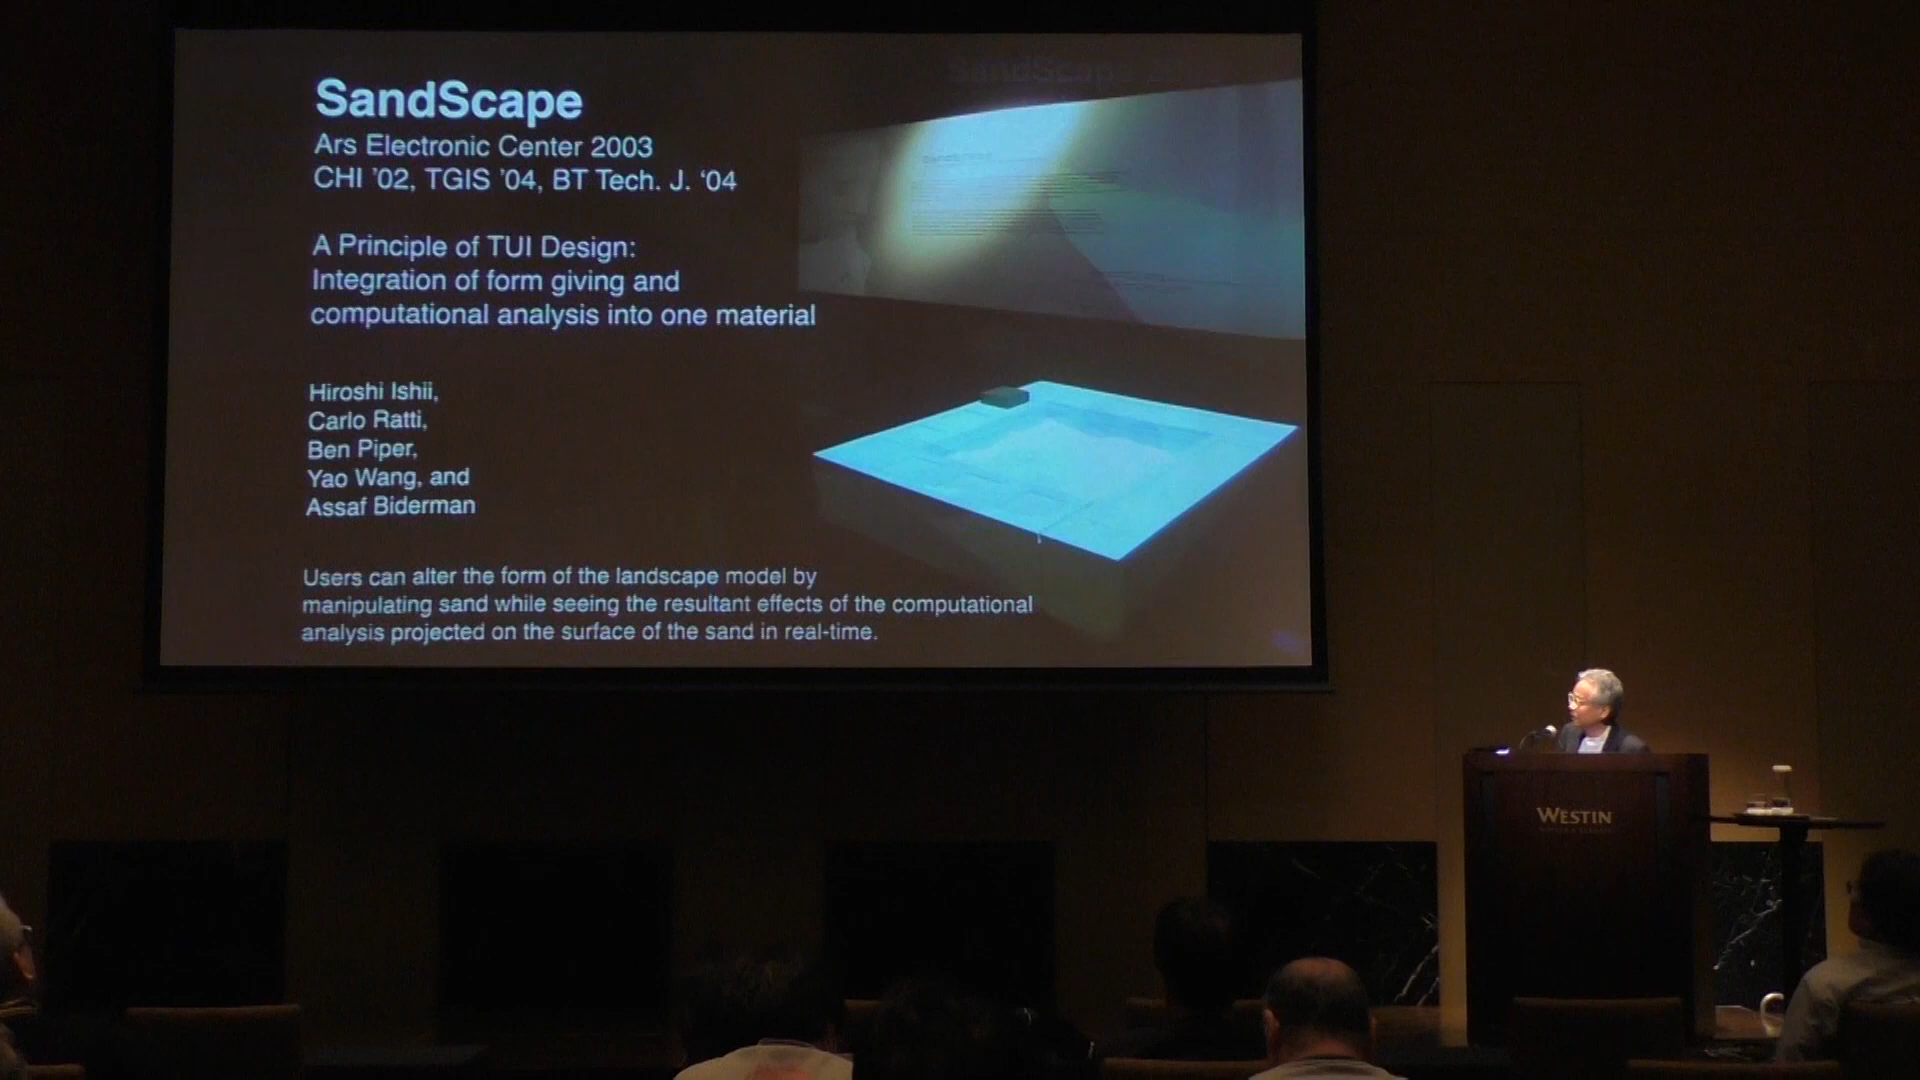 SandScape
Ars Electronic Center 2003
CHI '02, TGIS '04, BT Tech. J. '04
A Principle of TUI Design:
Integration of form giving and
computational analysis into one material
Hiroshi Ishii,
Carlo Ratti,
Ben Piper,
Yao Wang, and
Assaf Biderman
Users can alter the form of the landscape model by
manipulating sand while seeing the resultant effects of the computational
analysis projected on the surface of the sand in real-time.
WESTIN